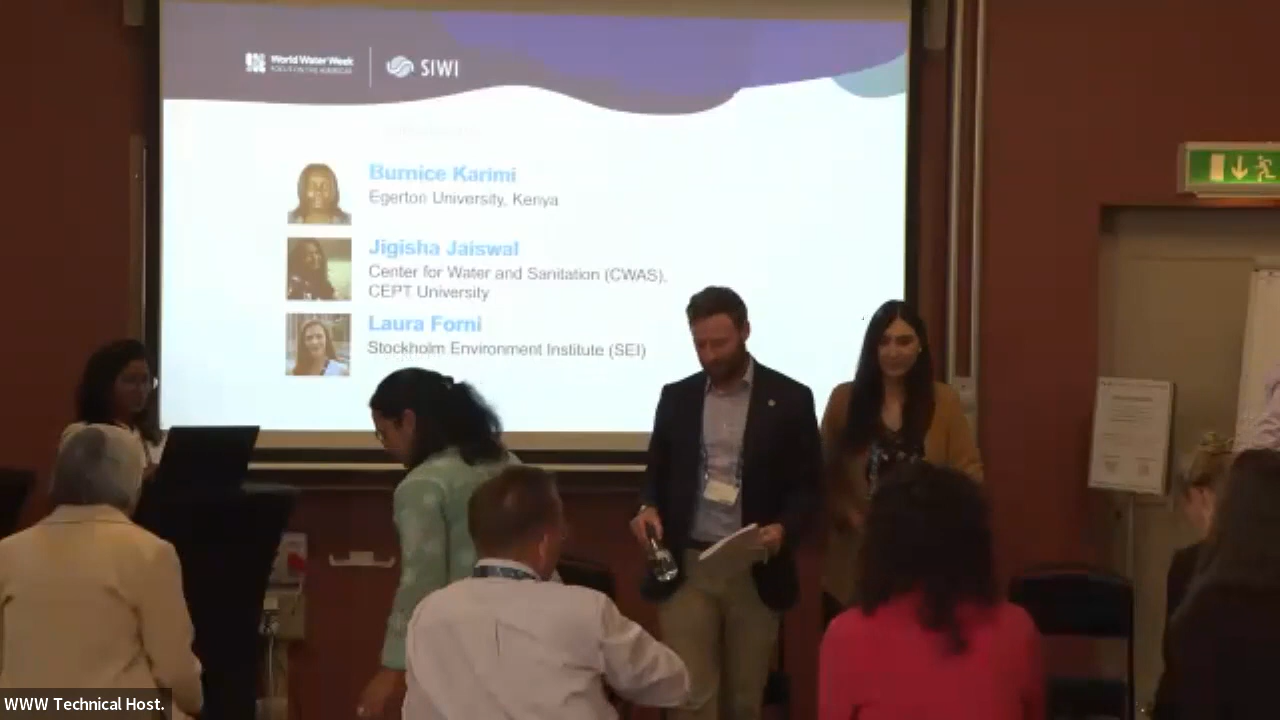 World Water Week
SIWI
Burnice Karimi
Egerton University, Kenya
Jigisha Jaiswal
Center for Water and Sanitation (CWAS),
CEPT University
Laura Forni
Stockholm Environment Institute (SEI)
WWW Technical Host.